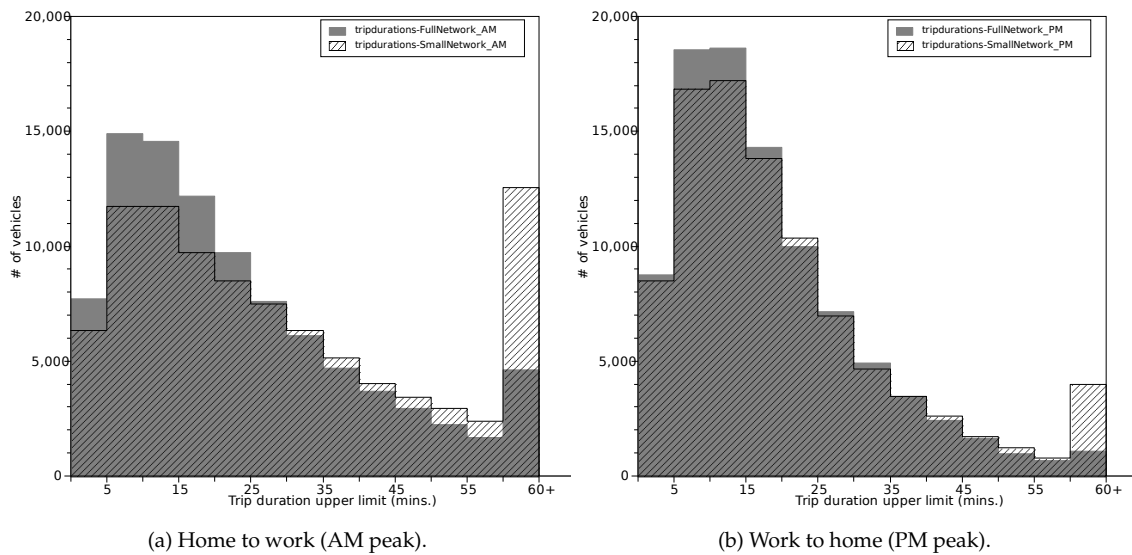 20,000
tripdurations-FullNetwork_AM
tripdurations-SmallNetwork_AM
15,000
10,000
5,000
0
# of vehicles
5 15 25 35 45 55 60+
Trip duration upper limit (mins.)
(a) Home to work (AM peak).
20,000
tripdurations-FullNetwork_PM
tripdurations-SmallNetwork_PM
15,000
10,000
5,000
0
# of vehicles
5 15 25 35 45 55 60+
Trip duration upper limit (mins.)
(b) Work to home (PM peak).